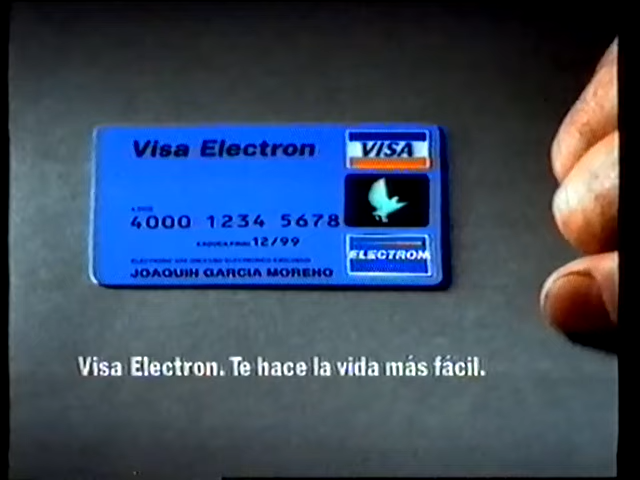 Visa Electron
VISA
4000
4000 1234 5678
12/99
ELECTRON
JOAQUIN GARCIA MORENO
Visa Electron. Te hace la vida más fácil.